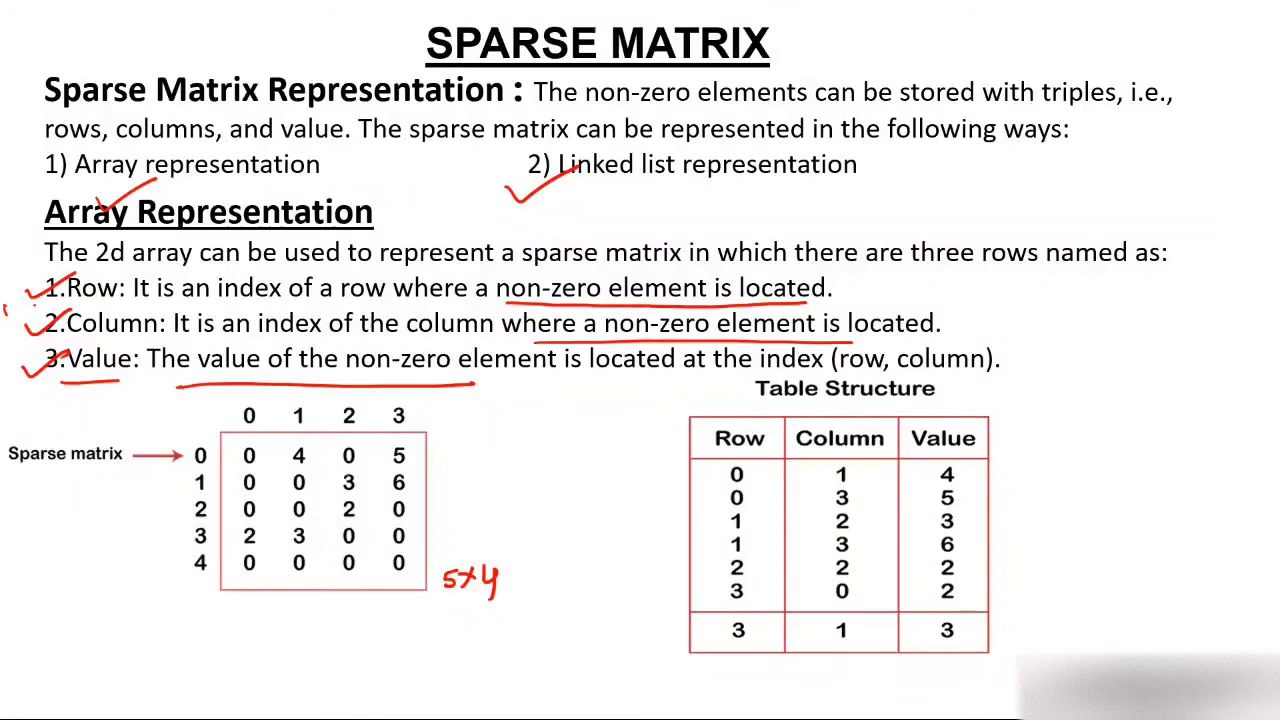 SPARSE MATRIX
Sparse Matrix Representation : The non-zero elements can be stored with triples, i.e.,
rows, columns, and value. The sparse matrix can be represented in the following ways:
1) Array representation 2) Linked list representation
Array Representation
The 2d array can be used to represent a sparse matrix in which there are three rows named as:
1.Row: It is an index of a row where a non-zero element is located.
2.Column: It is an index of the column where a non-zero element is located.
3.Value: The value of the non-zero element is located at the index (row, column).
0 1 2 3
Sparse matrix 0 0 4 0 5
1 0 0 3 6
2 0 0 2 0
3 2 3 0 0
4 0 0 0 0
5x4
Table Structure
Row Column Value
0 1 4
0 3 5
1 2 3
1 3 6
2 2 2
3 0 2
3 1 3